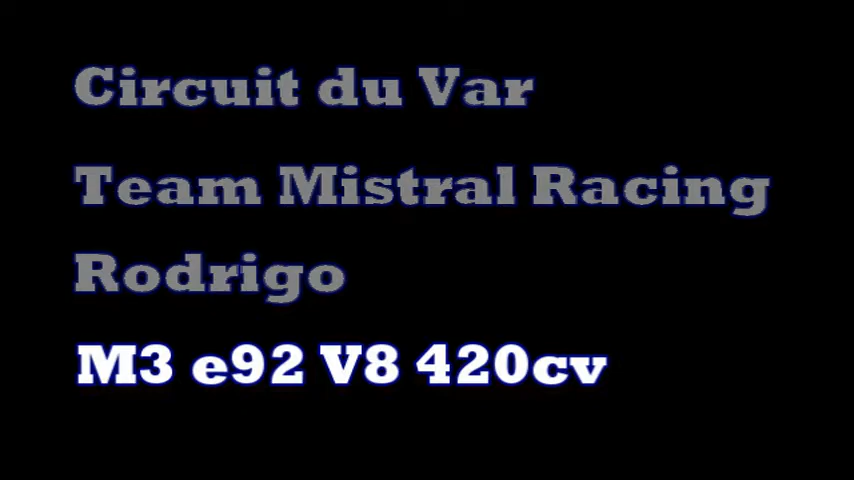 Circuit du Var
Team Mistral Racing
Rodrigo
M3 e92 V8 420cv